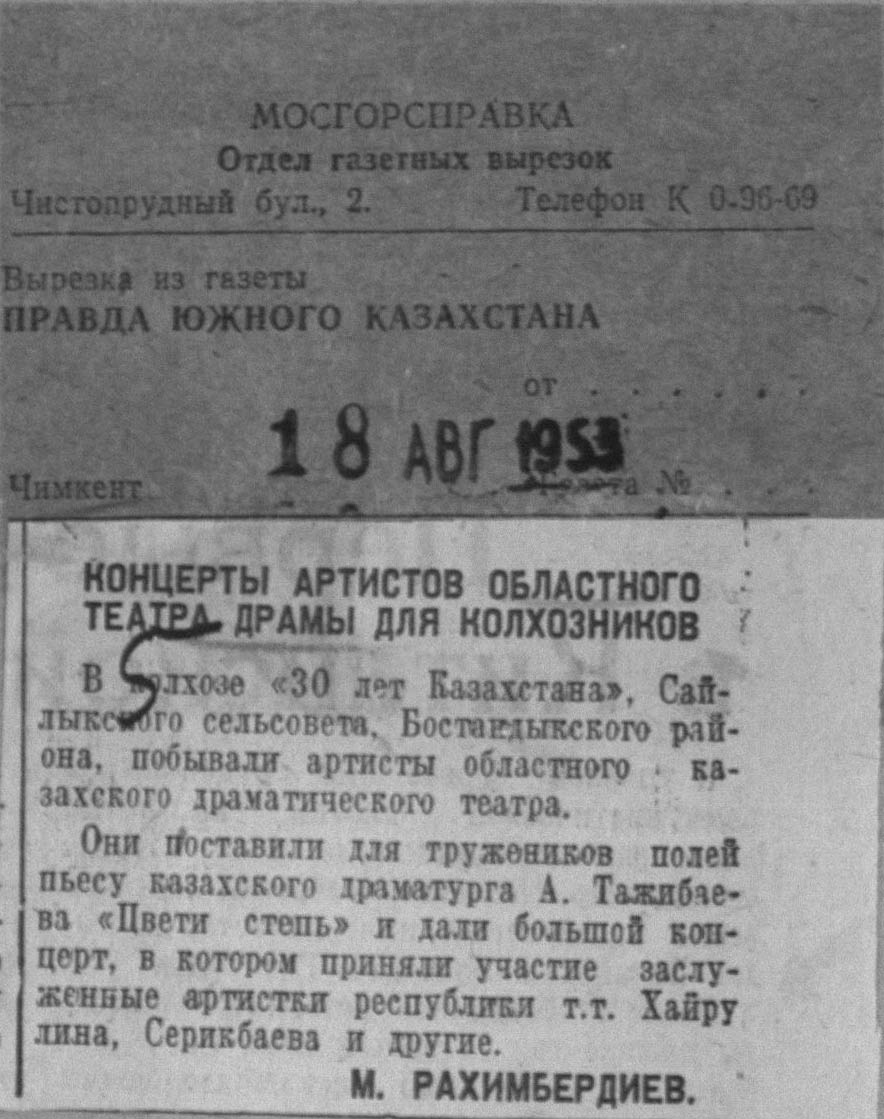 МОСГОРСПРАВКА
Отдел газетных вырезок
Чистопрудный бул., 2. Телефон К 0-96-69
Вырезка из газеты
ПРАВДА ЮЖНОГО КАЗАХСТАНА
от . . . . . .
18 АВГ 1953
Чимкент Газета № . . .
КОНЦЕРТЫ АРТИСТОВ ОБЛАСТНОГО
ТЕАТРА ДРАМЫ ДЛЯ КОЛХОЗНИКОВ
В колхозе «30 лет Казахстана», Сай-
лыкского сельсовета, Бостандыкского рай-
она, побывали артисты областного ка-
захского драматического театра.
Они поставили для тружеников полей
пьесу казахского драматурга А. Тажибае-
ва «Цвети степь» и дали большой кон-
церт, в котором приняли участие заслу-
женные артистки республики т.т. Хайру
лина, Серикбаева и другие.
М. РАХИМБЕРДИЕВ.